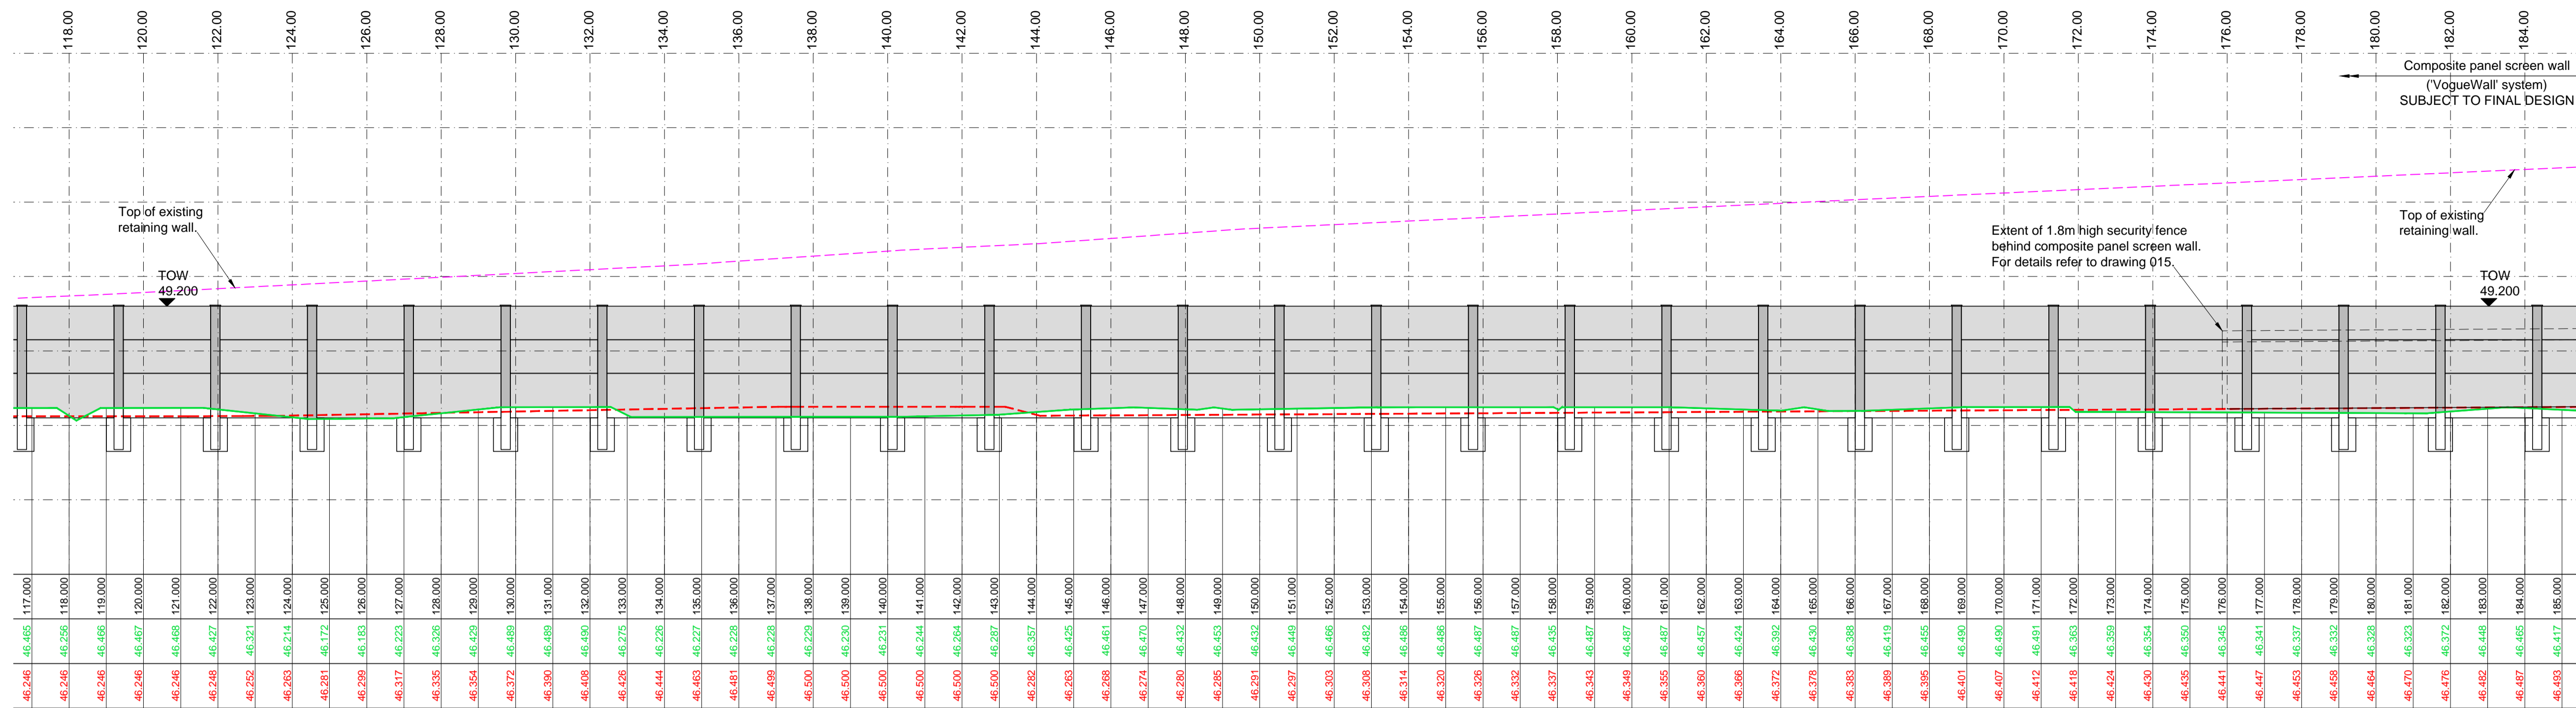 118.00 120.00 122.00 124.00 126.00 128.00 130.00 132.00 134.00 136.00 138.00 140.00 142.00 144.00 146.00 148.00 150.00 152.00 154.00 156.00 158.00 160.00 162.00 164.00 166.00 168.00 170.00 172.00 174.00 176.00 178.00 180.00 182.00 184.00
Composite panel screen wall
('VogueWall' system)
SUBJECT TO FINAL DESIGN
Top of existing
retaining wall.
TOW
49.200
Extent of 1.8m high security fence
behind composite panel screen wall.
For details refer to drawing 015.
Top of existing
retaining wall.
TOW
49.200
117.000 118.000 119.000 120.000 121.000 122.000 123.000 124.000 125.000 126.000 127.000 128.000 129.000 130.000 131.000 132.000 133.000 134.000 135.000 136.000 137.000 138.000 139.000 140.000 141.000 142.000 143.000 144.000 145.000 146.000 147.000 148.000 149.000 150.000 151.000 152.000 153.000 154.000 155.000 156.000 157.000 158.000 159.000 160.000 161.000 162.000 163.000 164.000 165.000 166.000 167.000 168.000 169.000 170.000 171.000 172.000 173.000 174.000 175.000 176.000 177.000 178.000 179.000 180.000 181.000 182.000 183.000 184.000 185.000
46.465 46.256 46.466 46.467 46.468 46.427 46.321 46.214 46.172 46.183 46.223 46.326 46.429 46.489 46.489 46.490 46.275 46.226 46.227 46.228 46.228 46.229 46.230 46.231 46.244 46.264 46.287 46.357 46.425 46.461 46.470 46.432 46.453 46.432 46.449 46.466 46.482 46.486 46.486 46.487 46.487 46.435 46.487 46.487 46.487 46.457 46.424 46.392 46.430 46.388 46.419 46.455 46.490 46.490 46.491 46.363 46.359 46.354 46.350 46.345 46.341 46.337 46.332 46.328 46.323 46.372 46.448 46.465 46.417
46.246 46.246 46.246 46.246 46.246 46.248 46.252 46.263 46.281 46.299 46.317 46.335 46.354 46.372 46.390 46.408 46.426 46.444 46.463 46.481 46.499 46.500 46.500 46.500 46.500 46.500 46.500 46.282 46.263 46.268 46.274 46.280 46.285 46.291 46.297 46.303 46.308 46.314 46.320 46.326 46.332 46.337 46.343 46.349 46.355 46.360 46.366 46.372 46.378 46.383 46.389 46.395 46.401 46.407 46.412 46.418 46.424 46.430 46.435 46.441 46.447 46.453 46.458 46.464 46.470 46.476 46.482 46.487 46.493